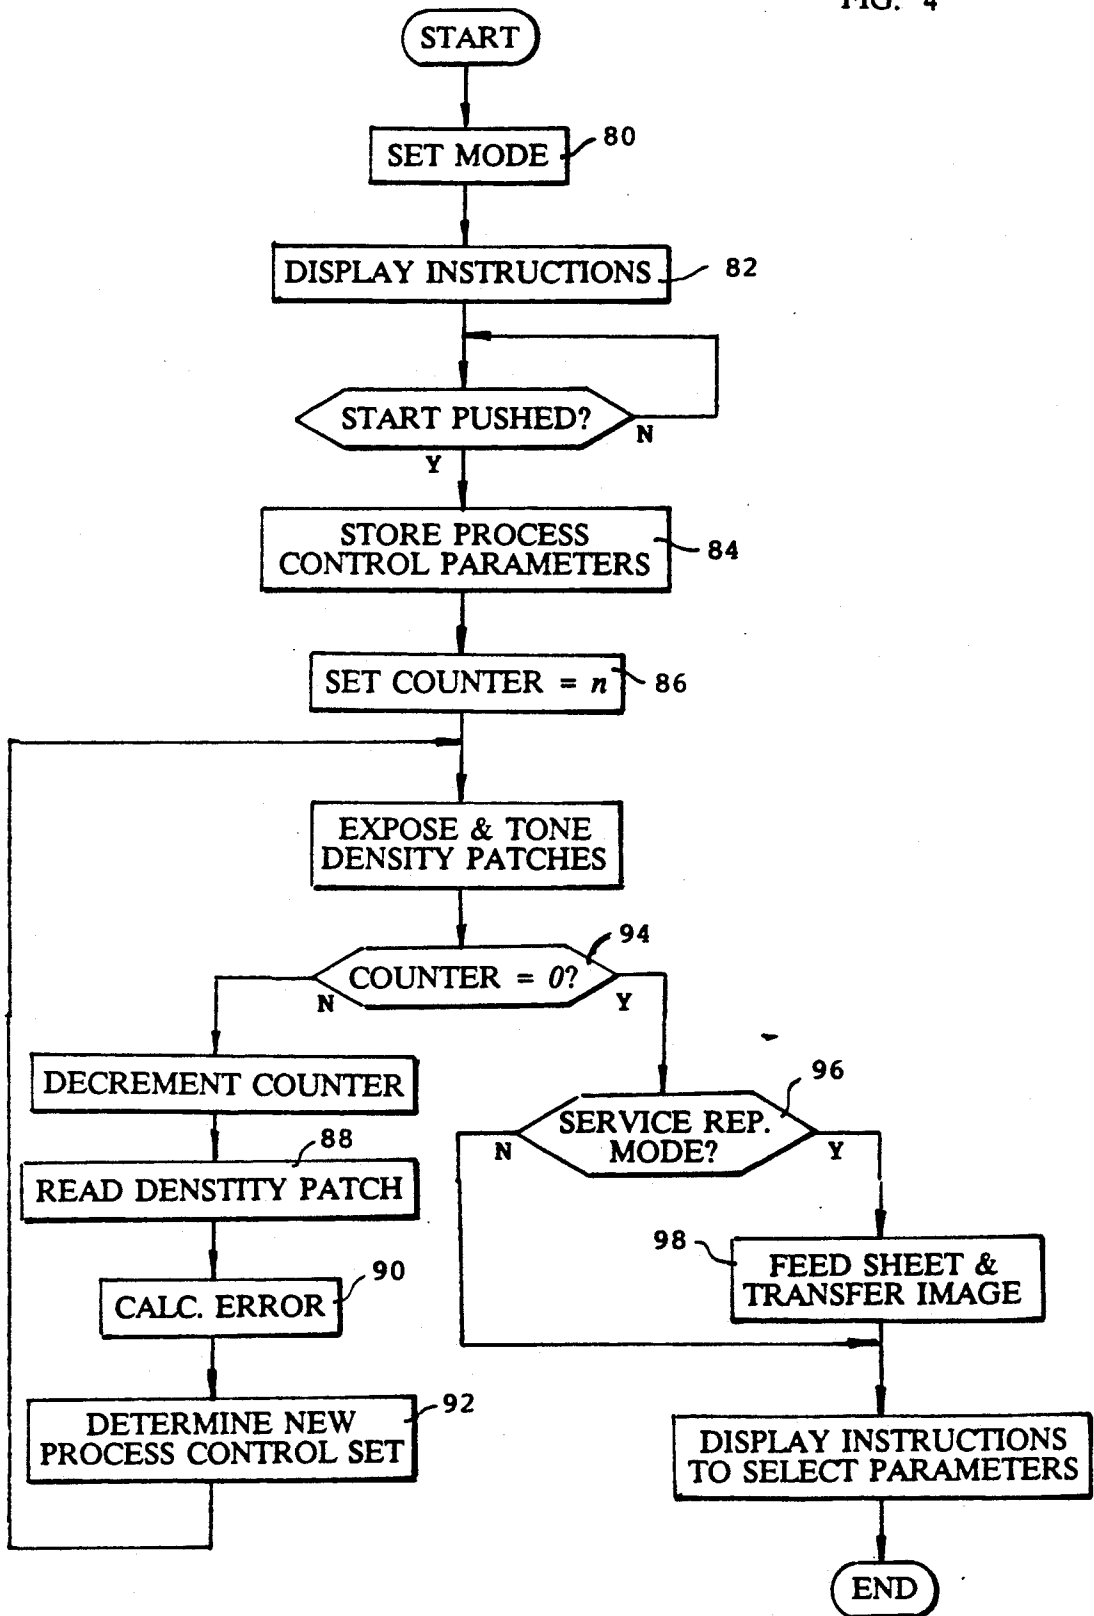 FIG. 4
START
SET MODE
80
DISPLAY INSTRUCTIONS
82
START PUSHED?
N
Y
STORE PROCESS
CONTROL PARAMETERS
84
SET COUNTER = n
86
EXPOSE & TONE
DENSITY PATCHES
94
COUNTER = 0?
N
Y
DECREMENT COUNTER
88
READ DENSTITY PATCH
90
CALC. ERROR
92
DETERMINE NEW
PROCESS CONTROL SET
96
SERVICE REP.
MODE?
N
Y
98
FEED SHEET &
TRANSFER IMAGE
DISPLAY INSTRUCTIONS
TO SELECT PARAMETERS
END